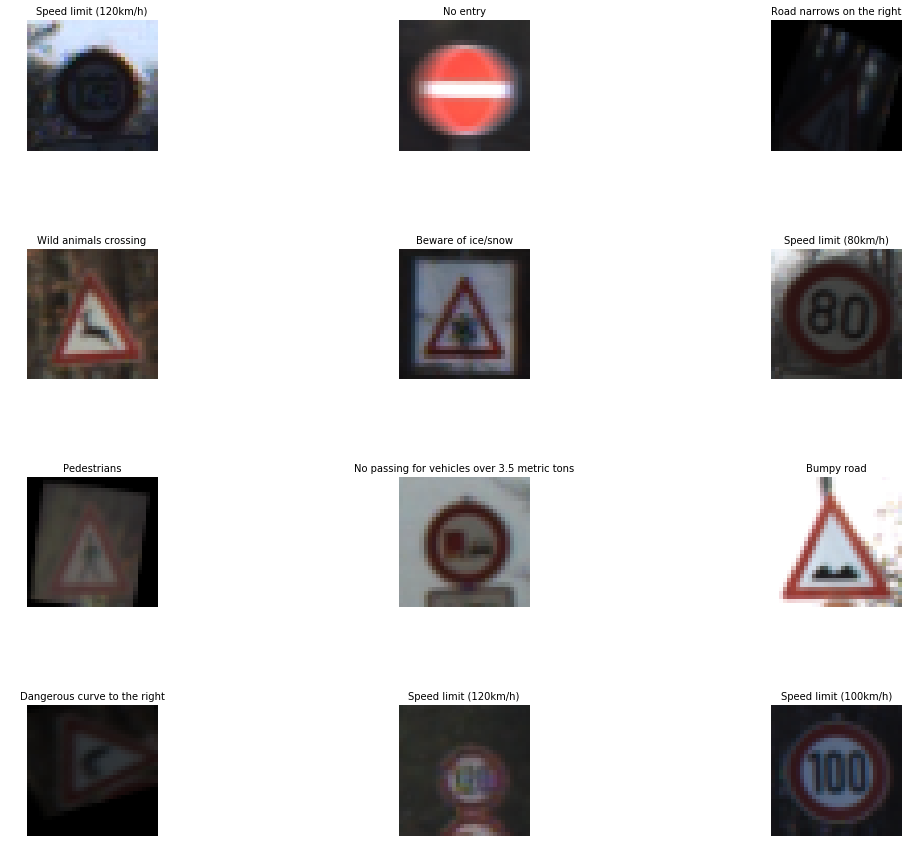 Speed limit (120km/h)
No entry
Road narrows on the right
Wild animals crossing
Beware of ice/snow
Speed limit (80km/h)
80
Pedestrians
No passing for vehicles over 3.5 metric tons
Bumpy road
Dangerous curve to the right
Speed limit (120km/h)
Speed limit (100km/h)
100